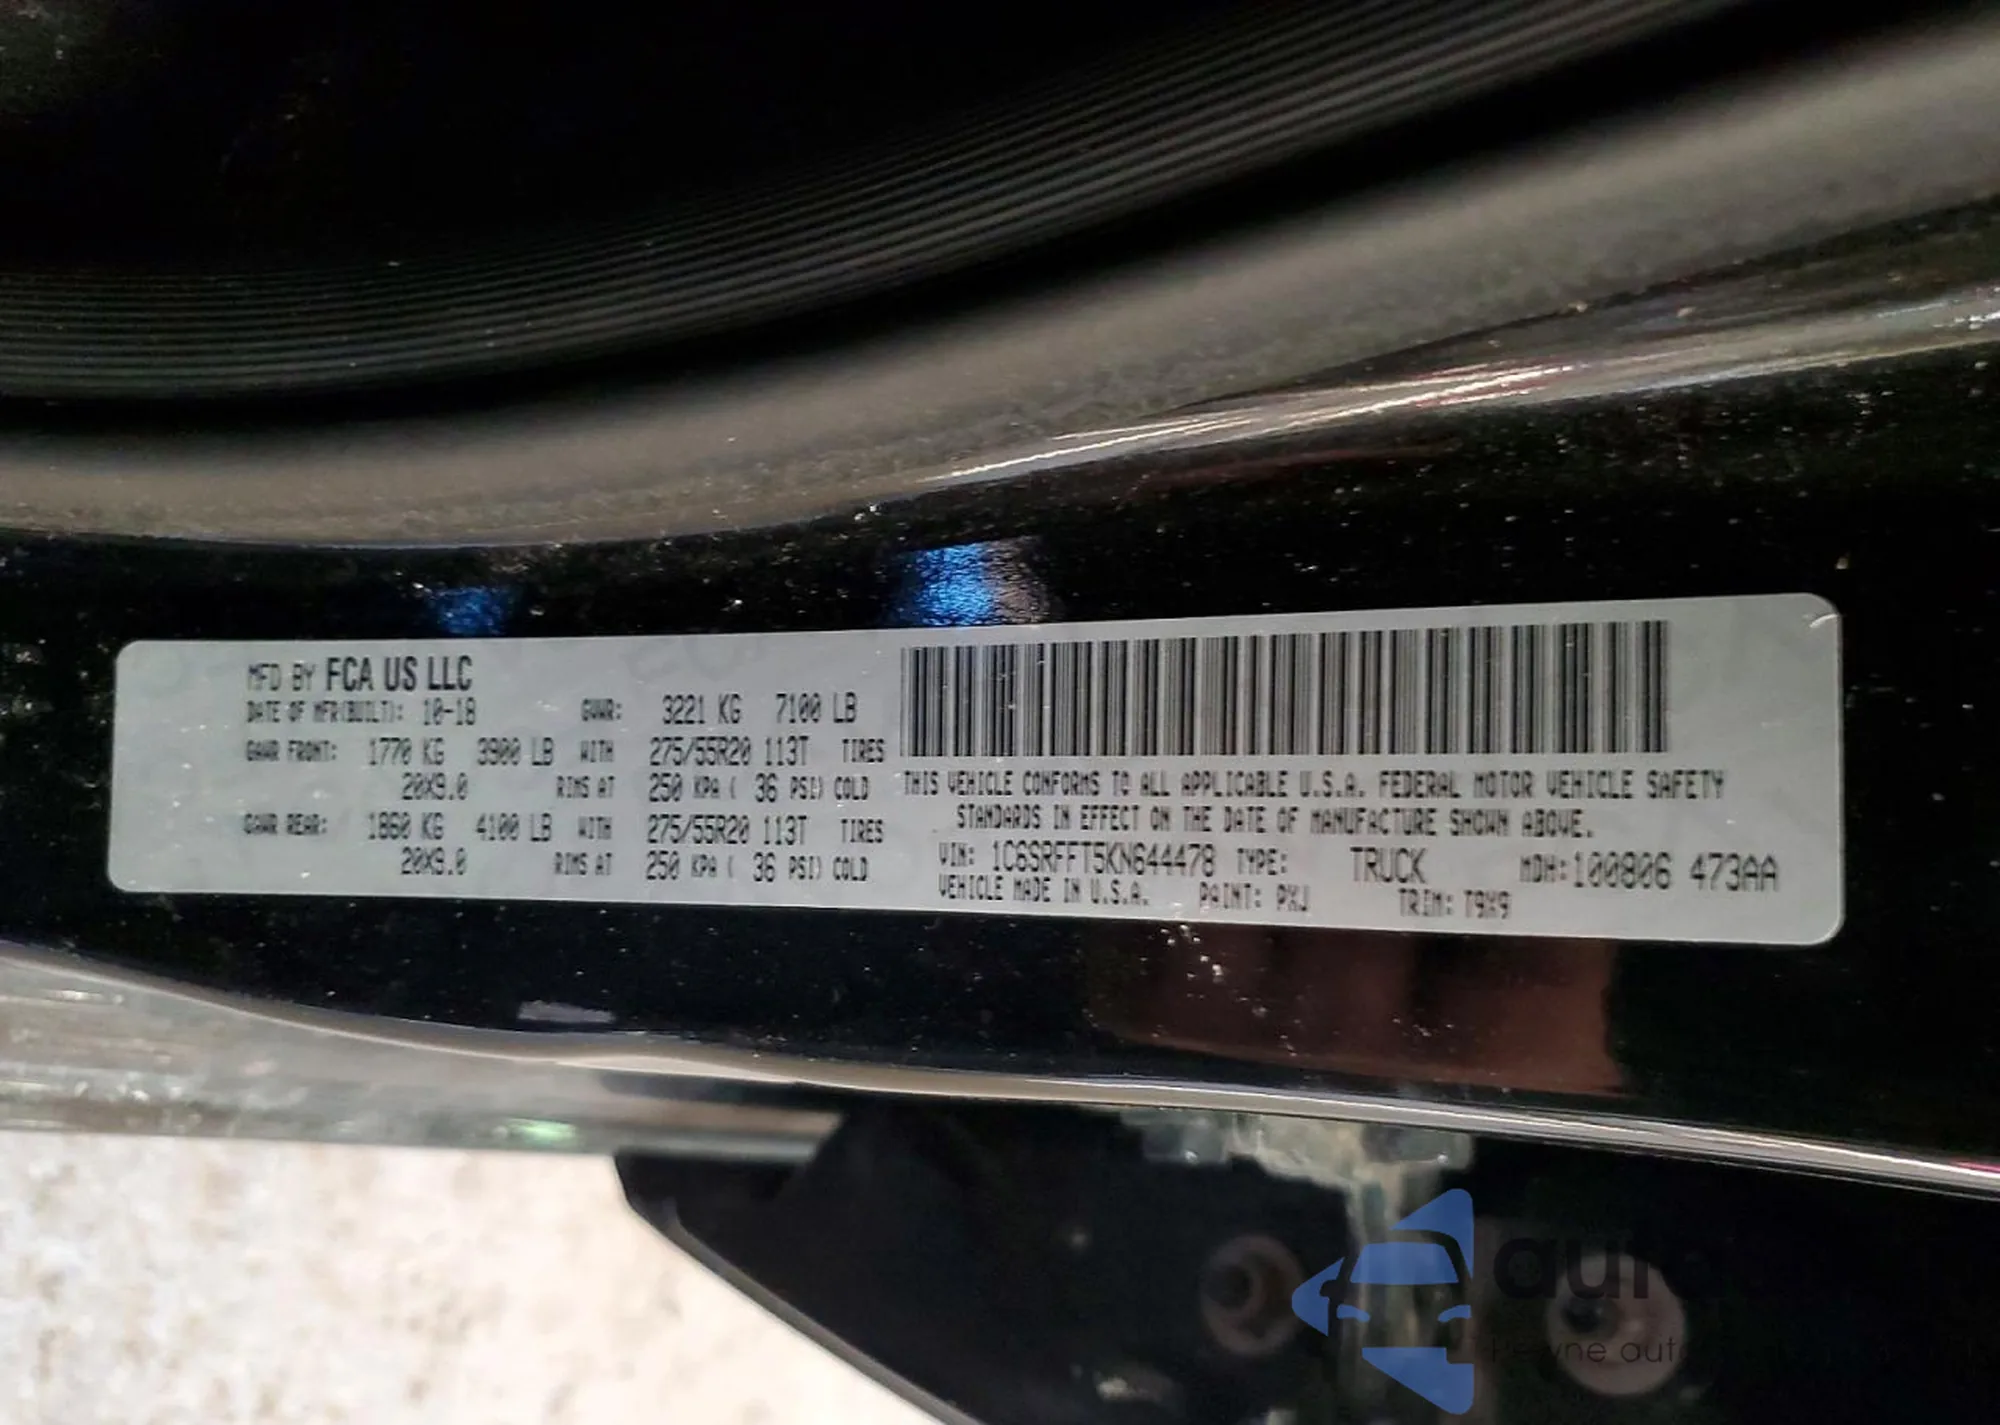 MFD BY FCA US LLC
DATE OF MFR(BUILT): 10-18 GVWR: 3221 KG 7100 LB
GAWR FRONT: 1770 KG 3900 LB WITH 275/55R20 113T TIRES
20X9.0 RIMS AT 250 KPA ( 36 PSI) COLD
GAWR REAR: 1860 KG 4100 LB WITH 275/55R20 113T TIRES
20X9.0 RIMS AT 250 KPA ( 36 PSI) COLD
THIS VEHICLE CONFORMS TO ALL APPLICABLE U.S.A. FEDERAL MOTOR VEHICLE SAFETY
STANDARDS IN EFFECT ON THE DATE OF MANUFACTURE SHOWN ABOVE.
VIN: 1C6SRFFT5KN644478 TYPE: TRUCK MDH:100806 473AA
VEHICLE MADE IN U.S.A. PAINT: PXJ TRIM: T9X9